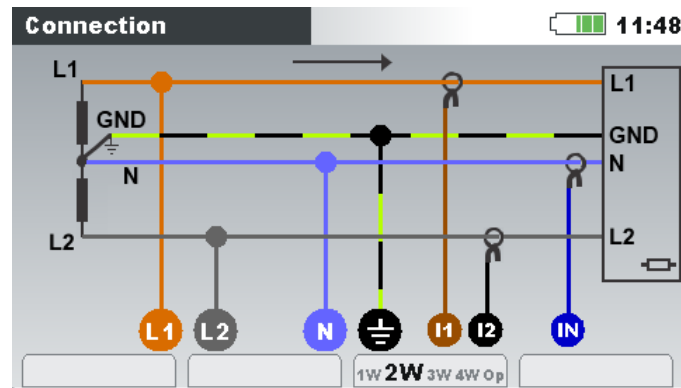 Connection 11:48
L1 L1
GND GND
N N
L2 L2
L1 L2 N I1 I2 IN
1W 2W 3W 4W Op